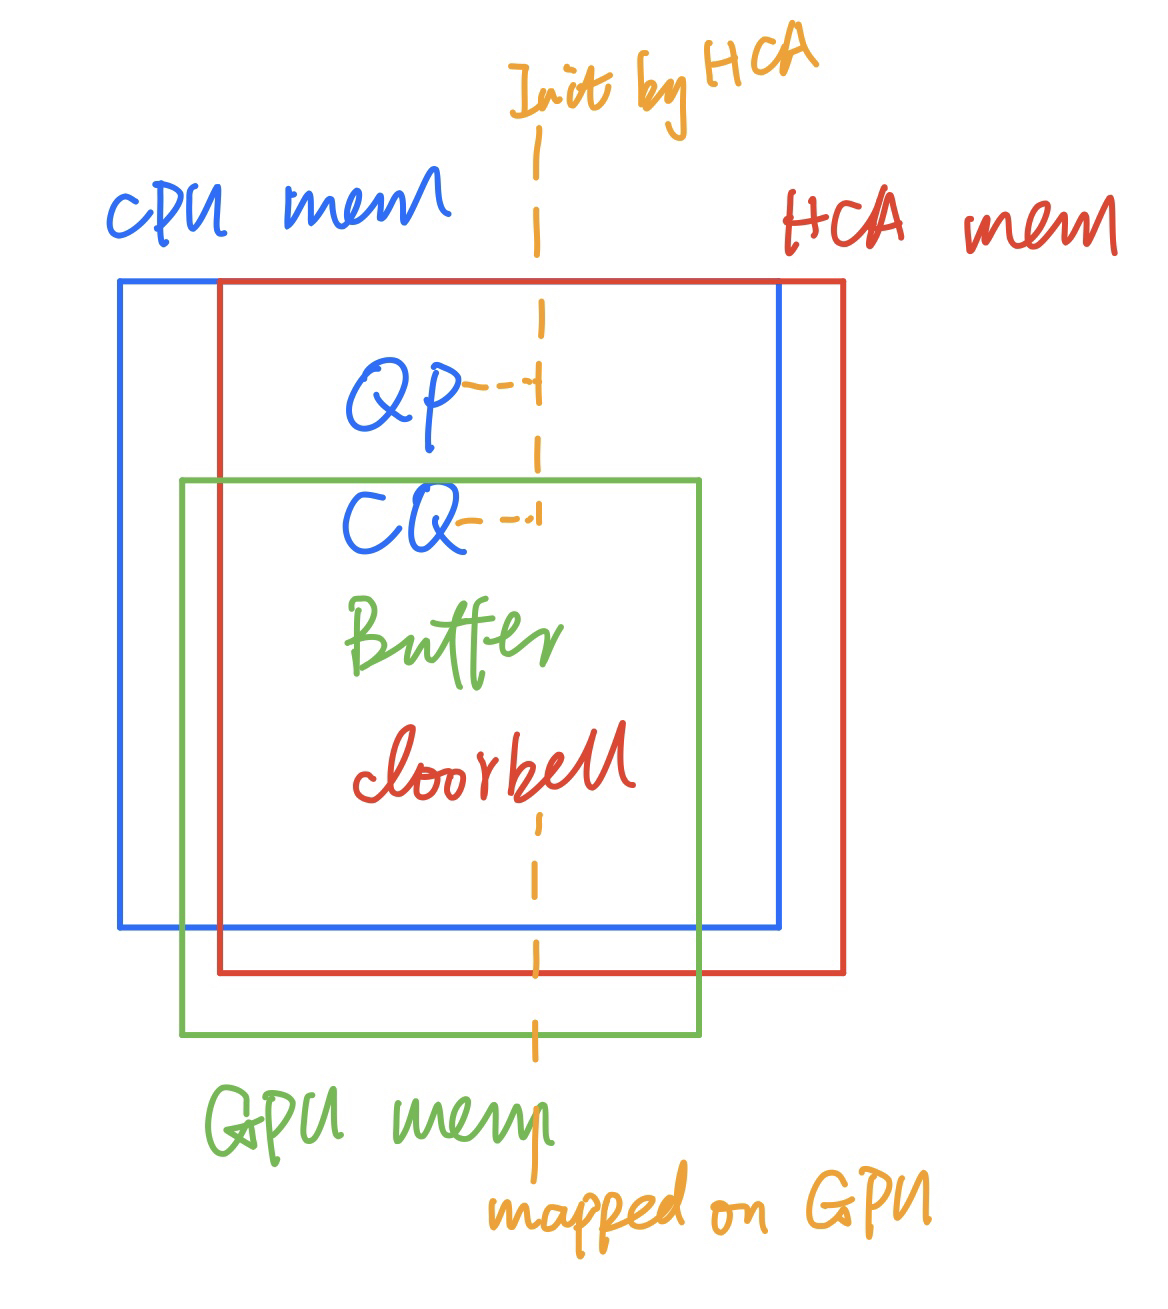 Init by HCA
CPU mem
HCA mem
QP
CQ
Buffer
doorbell
GPU mem
mapped on GPU